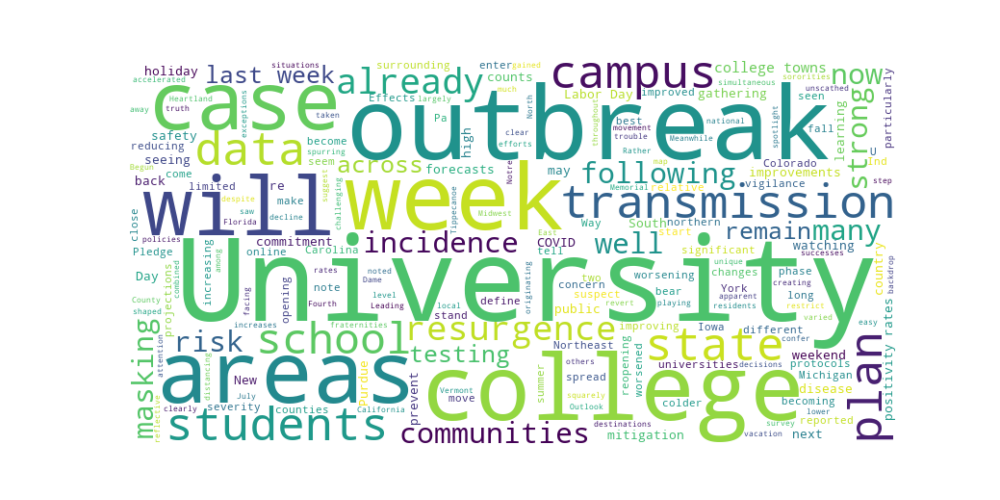 University
outbreak
college
week
areas
will
case
state
transmission
campus
plan
school
students
data
resurgence
already
many
following
communities
incidence
strong
now
well
risk
masking
testing
across
remain
last week
holiday
surrounding
enter
gained
counts
college towns
simultaneous
sororities
unscathed
particularly
accelerated
situations
Heartland
truth
away
exceptions
taken
Effects
largely
much
Labor Day
improved
gathering
North
throughout
best
movement
trouble
national
Meanwhile
Rather
map
seen
spotlight
fall
learning
U
Ind
safety
reducing
seeing
Begun
come
become
spurring
seem
Pa
high
clear
efforts
forecasts
may
Colorado
improvements
vigilance
step
back
limited
re
make
suggest
challenging
despite
saw
Florida
decline
Tippecanoe
Notre
Midwest
Way
South
Memorial
relative
northern
start
close
policies
Pledge
Day
online
commitment
Carolina
COVID
East
tell
significant
watching
successes
unique
changes
phase
creating
country
backdrop
County
shaped
projections
combined
increasing
among
facing
opening
rates
noted
Dame
note
level
Leading
Fourth
local
stand
define
originating
two
concern
suspect
public
worsening
bear
playing
revert
York
apparent
residents
long
restrict
varied
easy
increases
fraternities
improving
Iowa
different
confer
attention
distancing
New
July
Purdue
prevent
Northeast
others
spread
summer
squarely
Outlook
reopening
worsened
universities
decisions
weekend
protocols
Michigan
disease
becoming
lower
reported
positivity rates
clearly
reflective
severity
counties
California
Vermont
move
colder
destinations
mitigation
vacation
survey
next